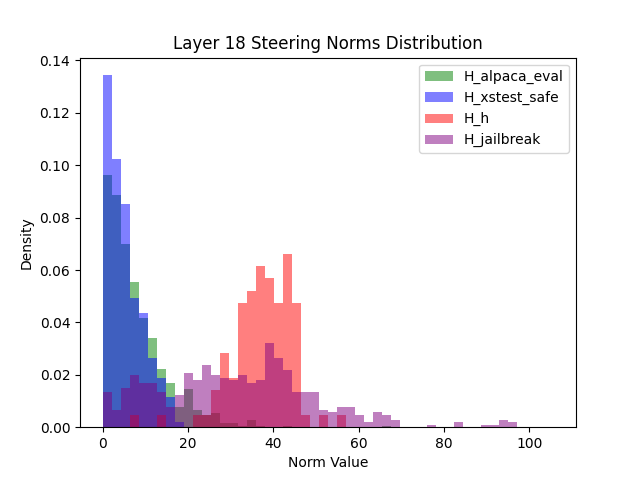 Layer 18 Steering Norms Distribution
H_alpaca_eval
H_xstest_safe
H_h
H_jailbreak
0.14
0.12
0.10
0.08
0.06
0.04
0.02
0.00
Density
0 20 40 60 80 100
Norm Value